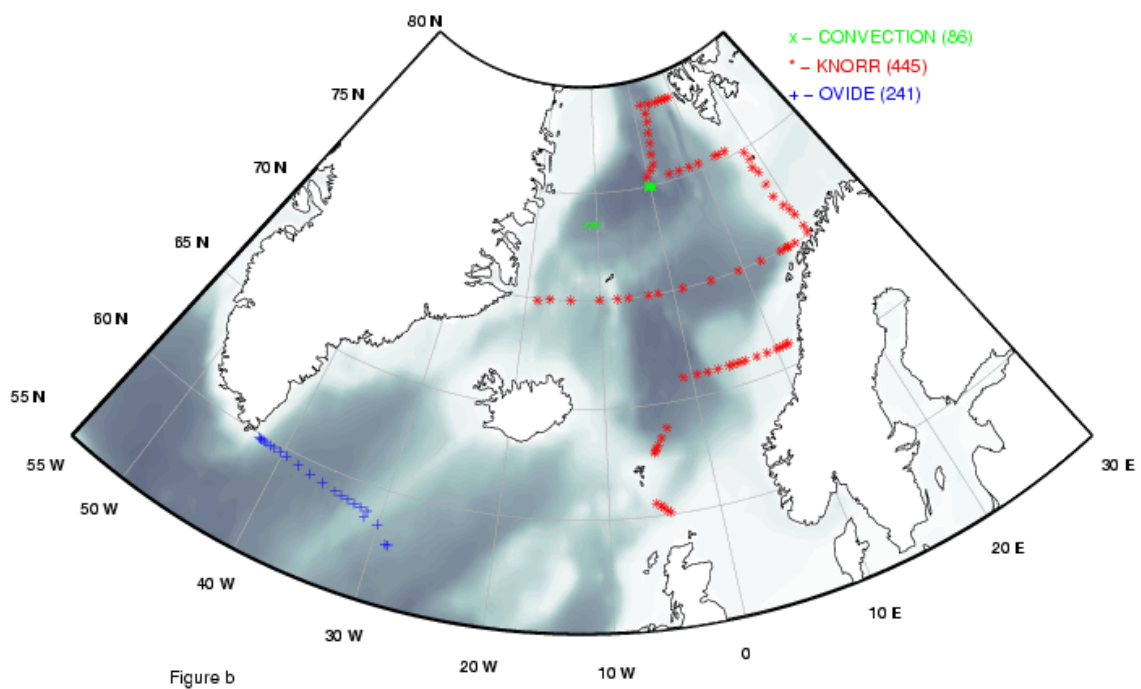 80 N
x – CONVECTION (86)
* – KNORR (445)
+ – OVIDE (241)
75 N
70 N
65 N
60 N
55 N
55 W
50 W
40 W
30 W
20 W
10 W
0
10 E
20 E
30 E
Figure b